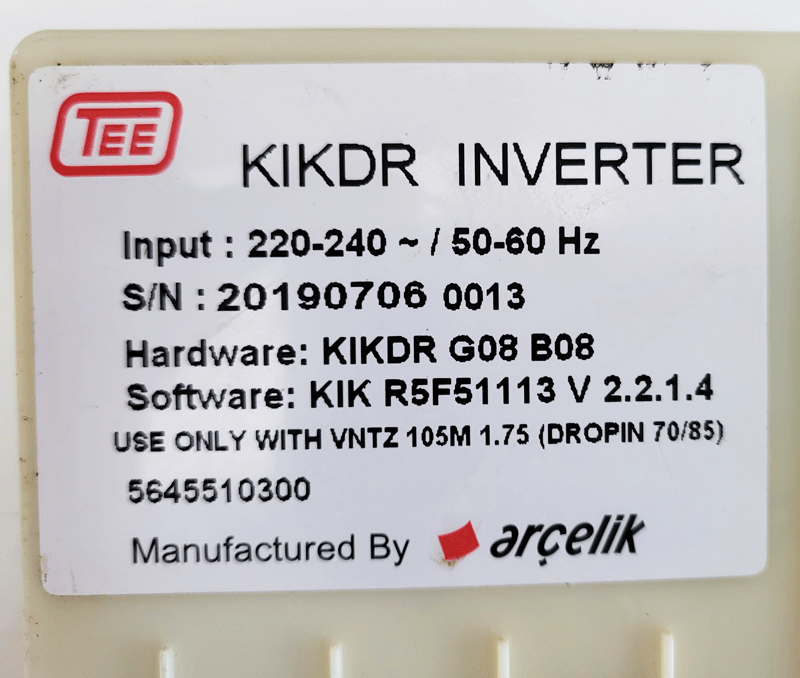 TEE
KIKDR INVERTER
Input : 220-240 ~ / 50-60 Hz
S/N : 20190706 0013
Hardware: KIKDR G08 B08
Software: KIK R5F51113 V 2.2.1.4
USE ONLY WITH VNTZ 105M 1.75 (DROPIN 70/85)
5645510300
Manufactured By arçelik